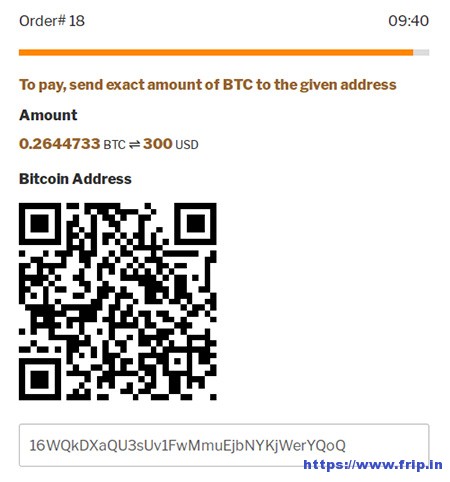 Order# 18 09:40
To pay, send exact amount of BTC to the given address
Amount
0.2644733 BTC ⇌ 300 USD
Bitcoin Address
16WQkDXaQU3sUv1FwMmuEjbNYKjWerYQoQ
https://www.frip.in